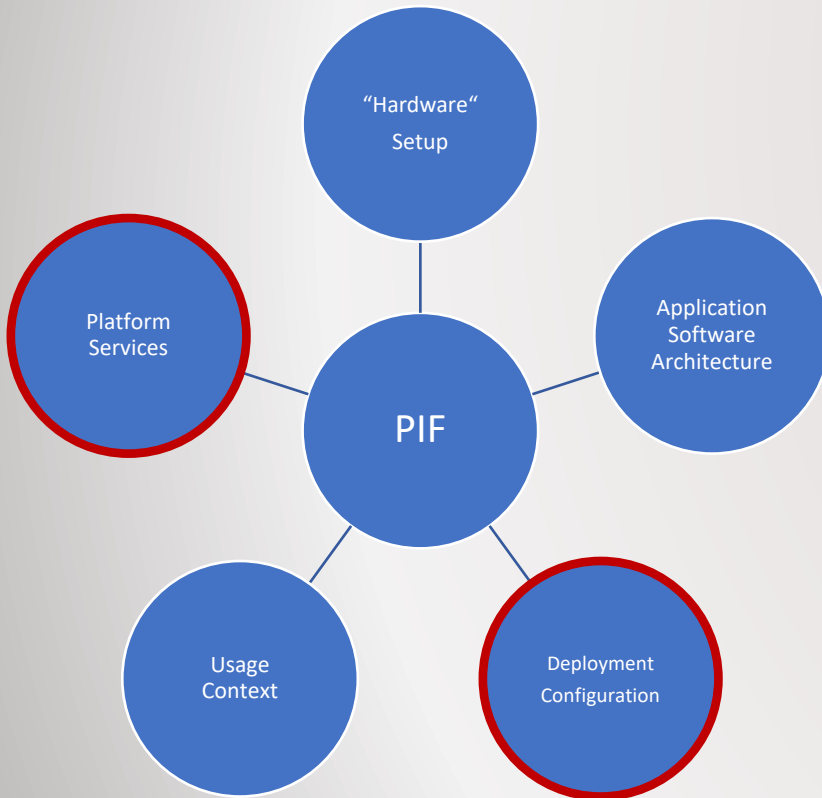 “Hardware“
Setup
Platform
Services
Application
Software
Architecture
PIF
Usage
Context
Deployment
Configuration